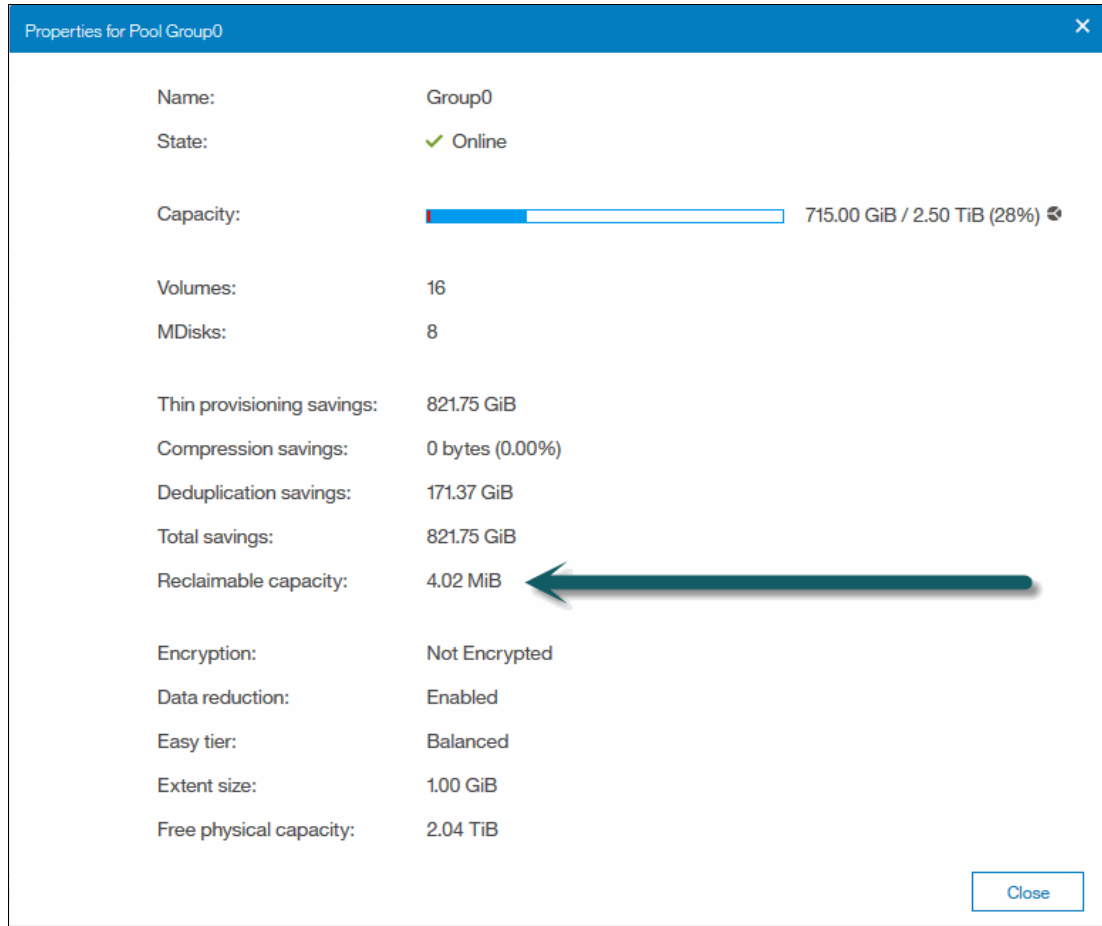 Properties for Pool Group0
Name: Group0
State: Online
Capacity: 715.00 GiB / 2.50 TiB (28%)
Volumes: 16
MDisks: 8
Thin provisioning savings: 821.75 GiB
Compression savings: 0 bytes (0.00%)
Deduplication savings: 171.37 GiB
Total savings: 821.75 GiB
Reclaimable capacity: 4.02 MiB
Encryption: Not Encrypted
Data reduction: Enabled
Easy tier: Balanced
Extent size: 1.00 GiB
Free physical capacity: 2.04 TiB
Close